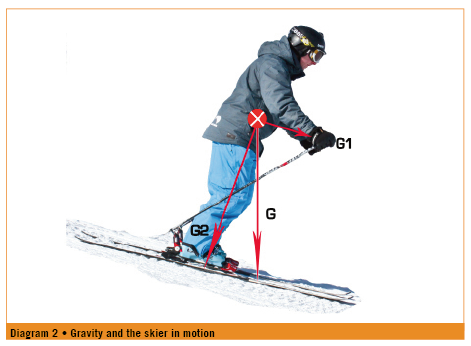 G1
G
G2
Diagram 2 • Gravity and the skier in motion